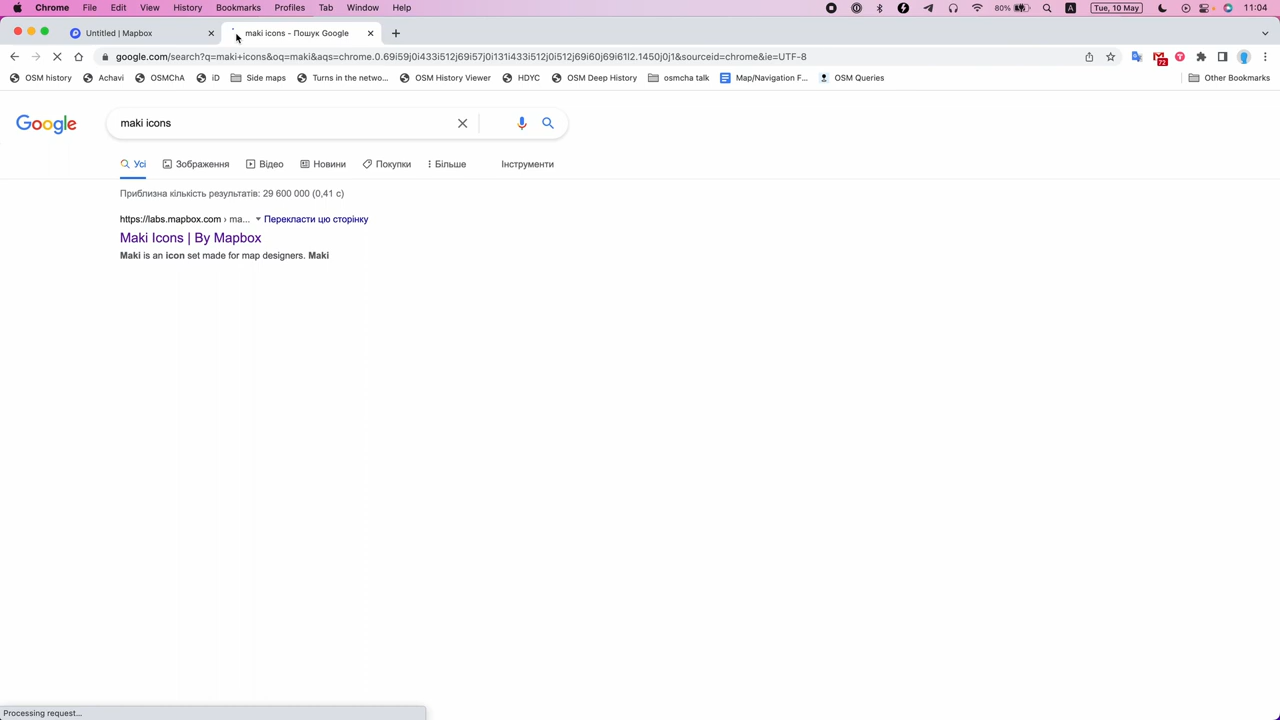 Chrome File Edit View History Bookmarks Profiles Tab Window Help 80% A Tue, 10 May 11:04
Untitled | Mapbox maki icons - Пошук Google
google.com/search?q=maki+icons&oq=maki&aqs=chrome.0.69i59j0i433i512j69i57j0i131i433i512j0i512j69i60j69i61l2.1450j0j1&sourceid=chrome&ie=UTF-8 72
OSM history Achavi OSMChA iD Side maps Turns in the netwo... OSM History Viewer HDYC OSM Deep History osmcha talk Map/Navigation F... OSM Queries Other Bookmarks
Google maki icons
Усі Зображення Відео Новини Покупки Більше Інструменти
Приблизна кількість результатів: 29 600 000 (0,41 с)
https://labs.mapbox.com › ma... Перекласти цю сторінку
Maki Icons | By Mapbox
Maki is an icon set made for map designers. Maki
Processing request...